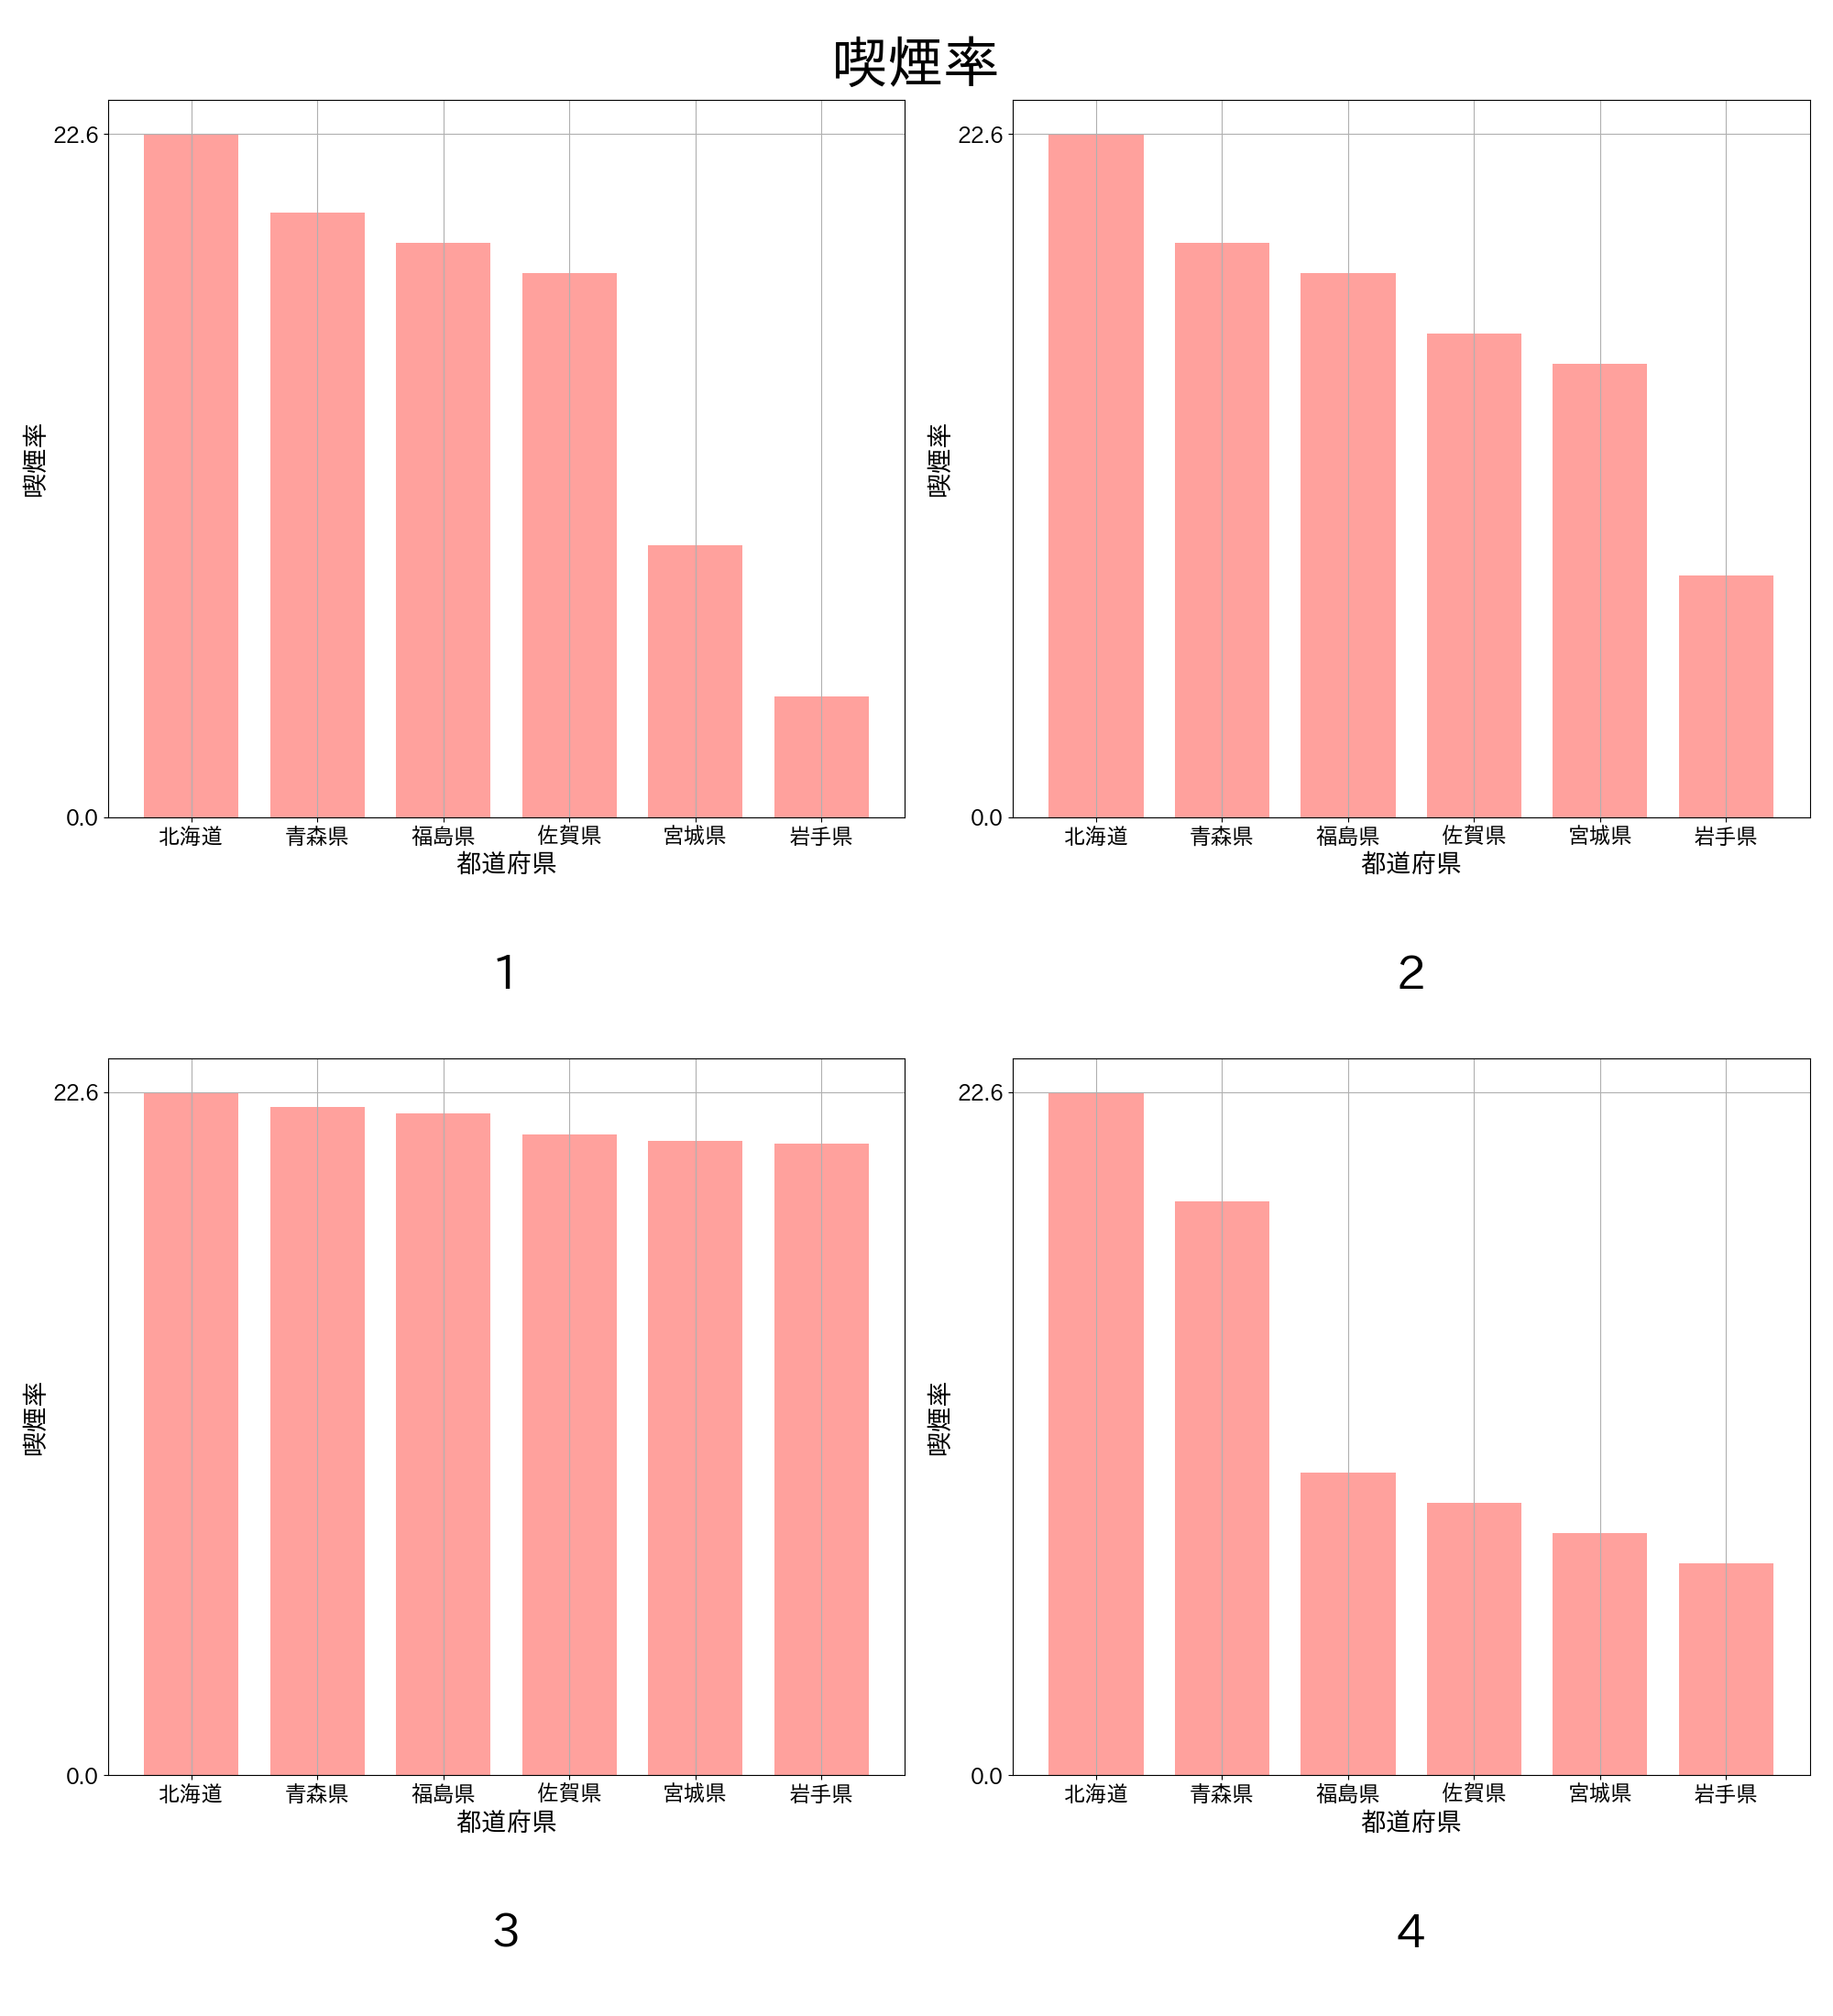 喫煙率
22.6
喫煙率
0.0
北海道 青森県 福島県 佐賀県 宮城県 岩手県
都道府県
1
22.6
喫煙率
0.0
北海道 青森県 福島県 佐賀県 宮城県 岩手県
都道府県
2
22.6
喫煙率
0.0
北海道 青森県 福島県 佐賀県 宮城県 岩手県
都道府県
3
22.6
喫煙率
0.0
北海道 青森県 福島県 佐賀県 宮城県 岩手県
都道府県
4